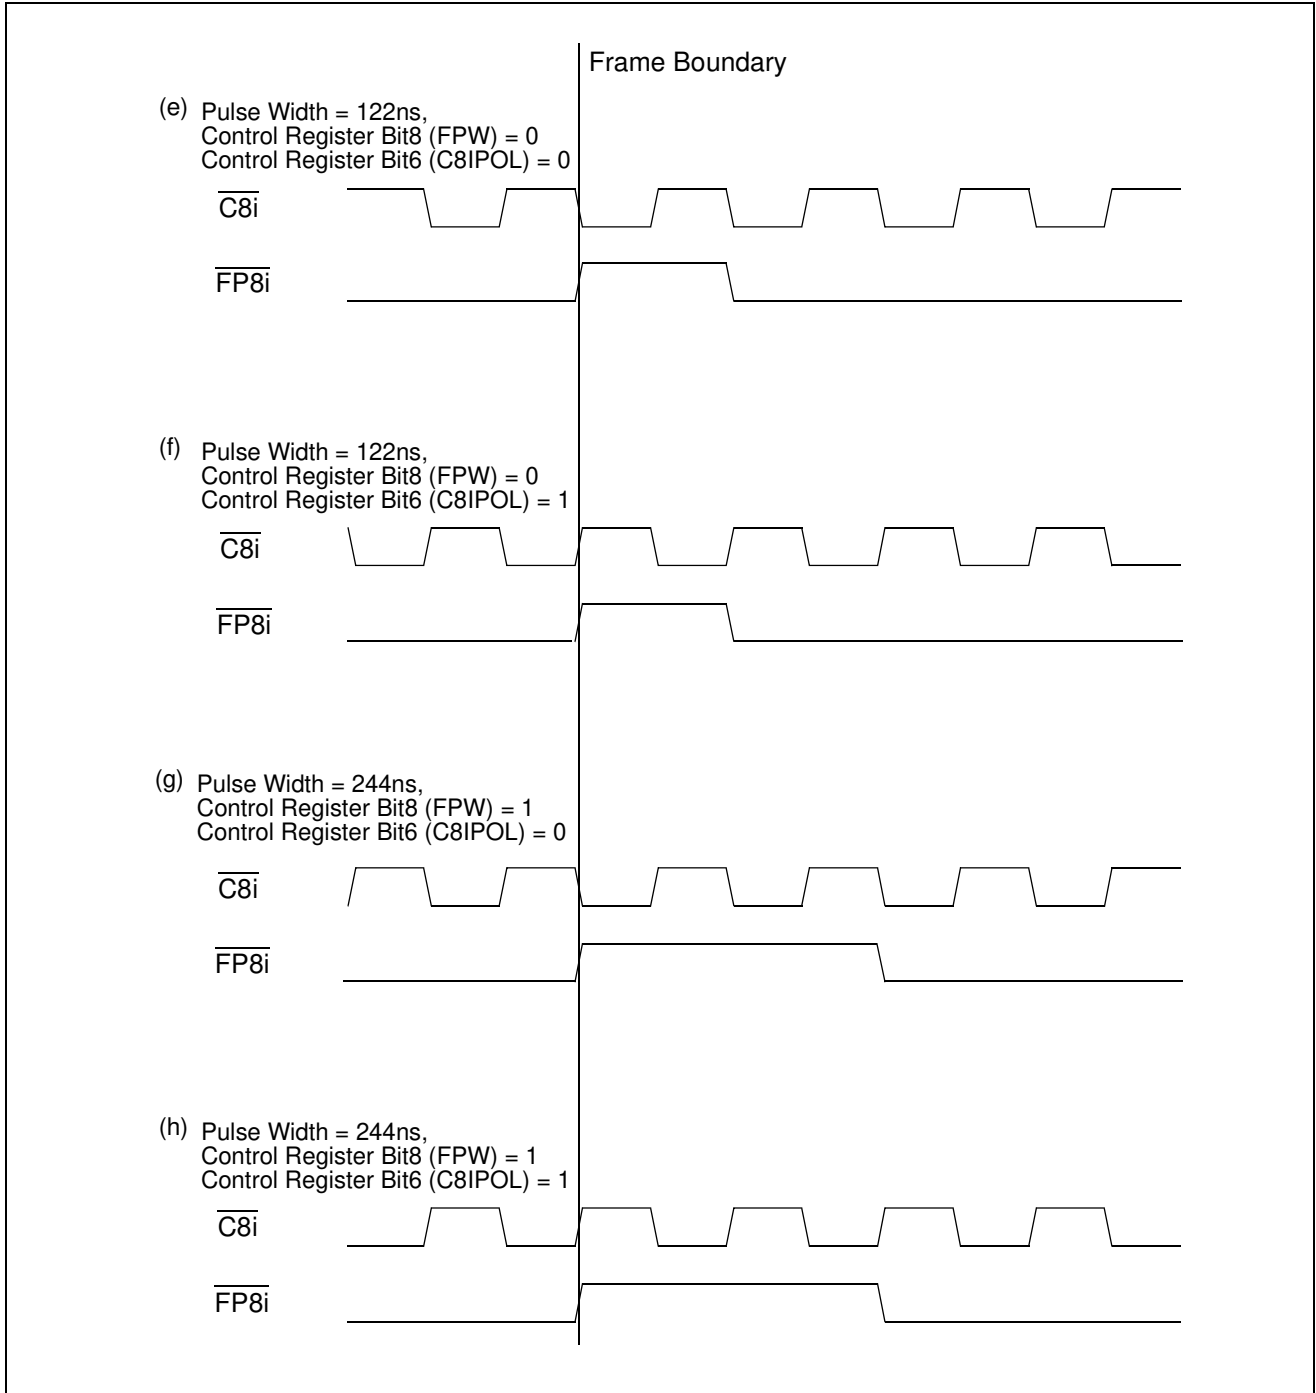 Frame Boundary
(e) Pulse Width = 122ns,
Control Register Bit8 (FPW) = 0
Control Register Bit6 (C8IPOL) = 0
C8i
FP8i
(f) Pulse Width = 122ns,
Control Register Bit8 (FPW) = 0
Control Register Bit6 (C8IPOL) = 1
C8i
FP8i
(g) Pulse Width = 244ns,
Control Register Bit8 (FPW) = 1
Control Register Bit6 (C8IPOL) = 0
C8i
FP8i
(h) Pulse Width = 244ns,
Control Register Bit8 (FPW) = 1
Control Register Bit6 (C8IPOL) = 1
C8i
FP8i